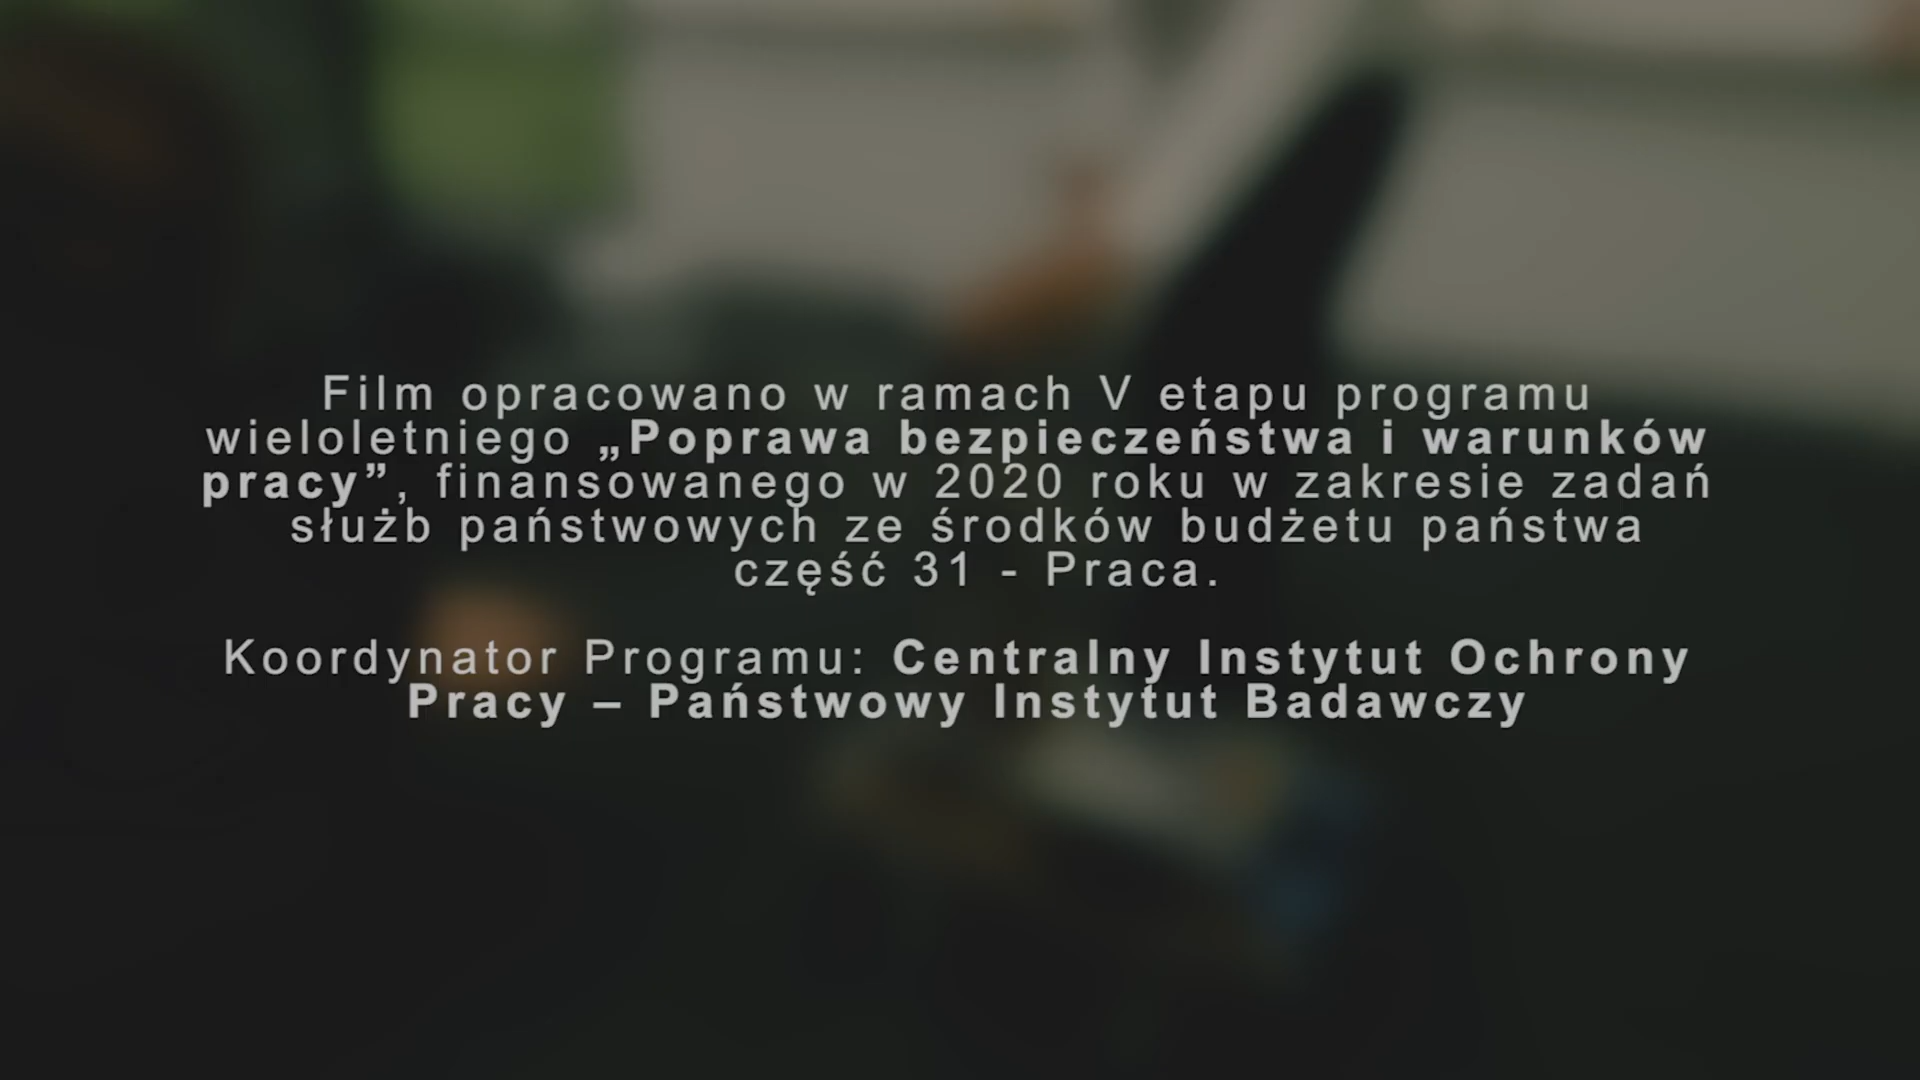 Film opracowano w ramach V etapu programu
wieloletniego „Poprawa bezpieczeństwa i warunków
pracy”, finansowanego w 2020 roku w zakresie zadań
służb państwowych ze środków budżetu państwa
część 31 - Praca.
Koordynator Programu: Centralny Instytut Ochrony
Pracy – Państwowy Instytut Badawczy